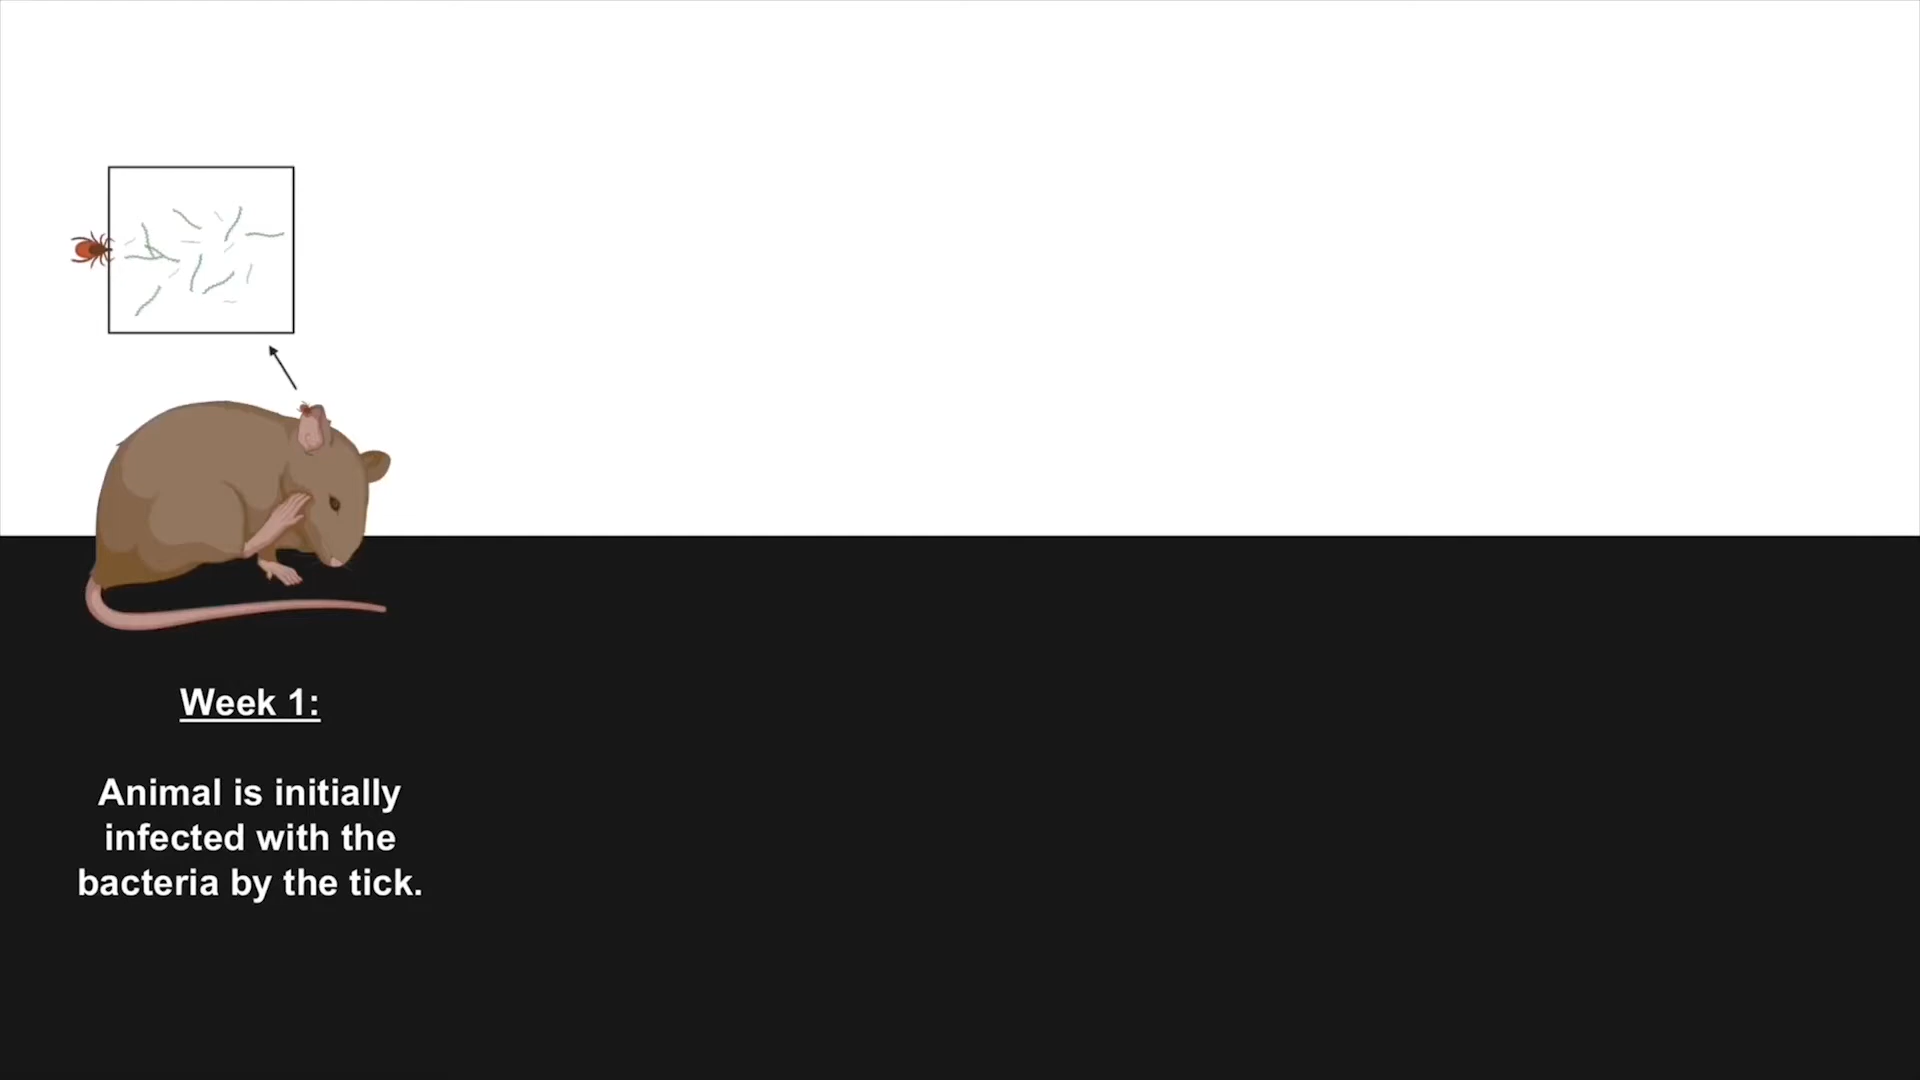 Week 1:
Animal is initially
infected with the
bacteria by the tick.